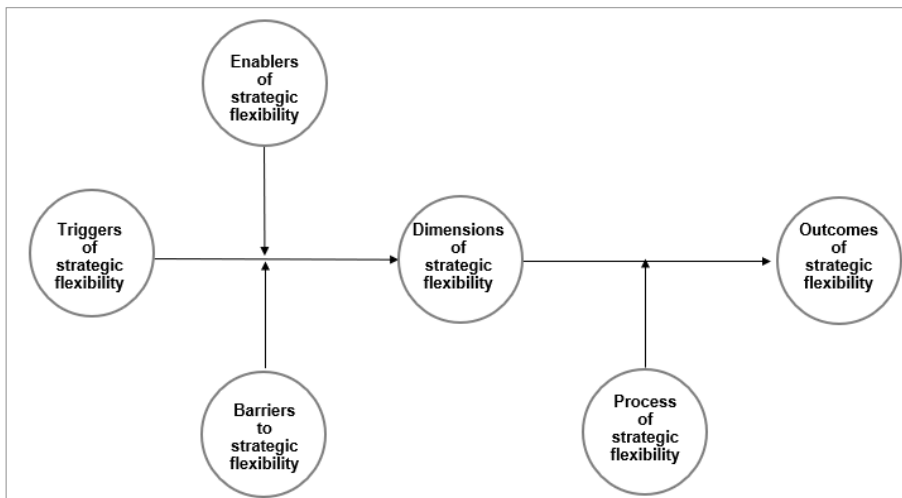 Enablers
of
strategic
flexibility
Triggers
of
strategic
flexibility
Dimensions
of
strategic
flexibility
Outcomes
of
strategic
flexibility
Barriers
to
strategic
flexibility
Process
of
strategic
flexibility